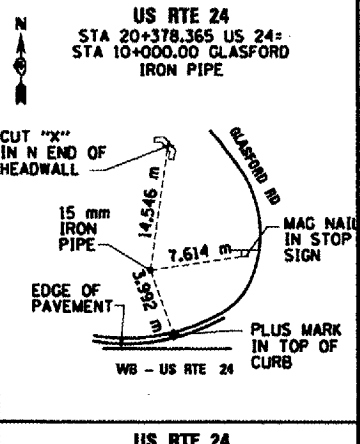 US RTE 24
STA 20+378.365 US 24=
STA 10+000.00 GLASFORD
IRON PIPE
N
CUT "X"
IN N END OF
HEADWALL
GLASFORD RD
14.546 m
15 mm
IRON
PIPE
7.614 m
MAG NAIL
IN STOP
SIGN
3.992 m
EDGE OF
PAVEMENT
PLUS MARK
IN TOP OF
CURB
WB - US RTE 24
US RTE 24